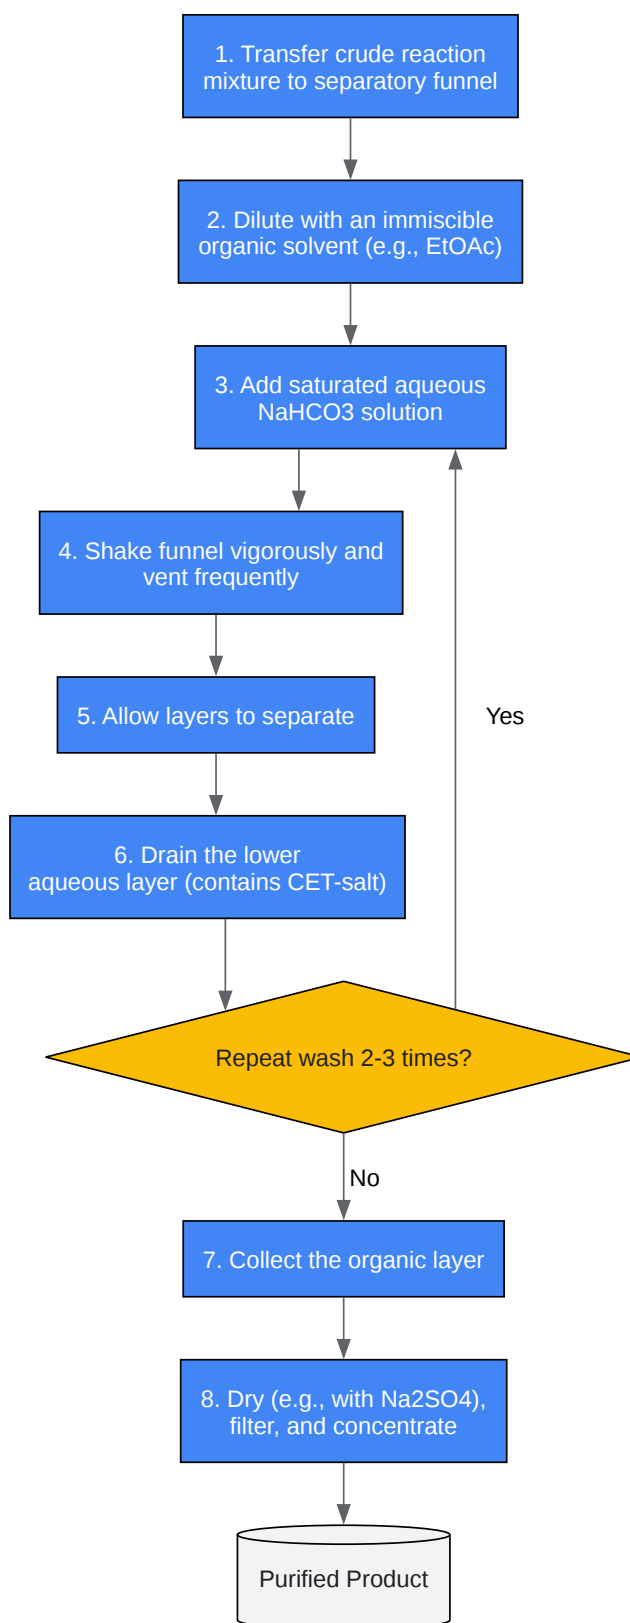 1. Transfer crude reaction
mixture to separatory funnel
2. Dilute with an immiscible
organic solvent (e.g., EtOAc)
3. Add saturated aqueous
NaHCO3 solution
4. Shake funnel vigorously and
vent frequently
5. Allow layers to separate
Yes
6. Drain the lower
aqueous layer (contains CET-salt)
Repeat wash 2-3 times?
No
7. Collect the organic layer
8. Dry (e.g., with Na2SO4),
filter, and concentrate
Purified Product